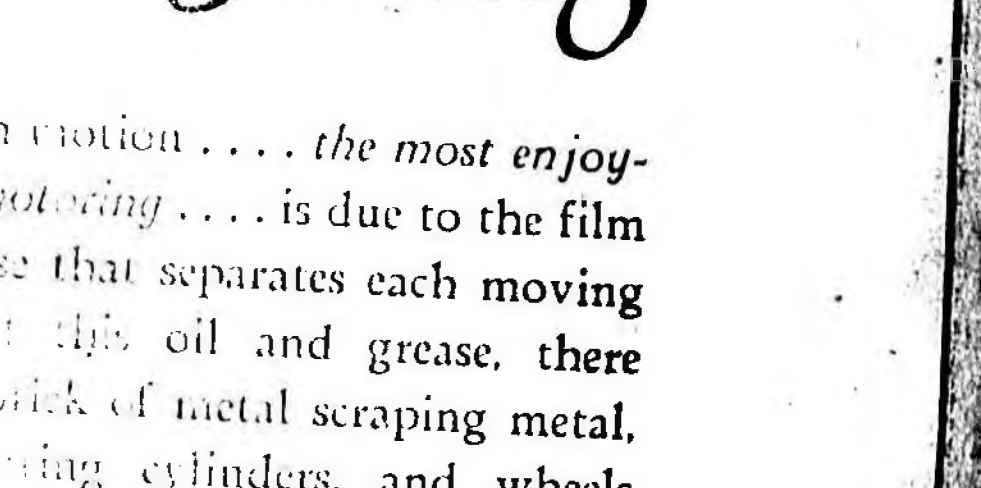 motion . . . . the most enjoy-
. . . . is due to the film
that separates each moving
this oil and grease, there
of metal scraping metal,
cylinders, and wheels